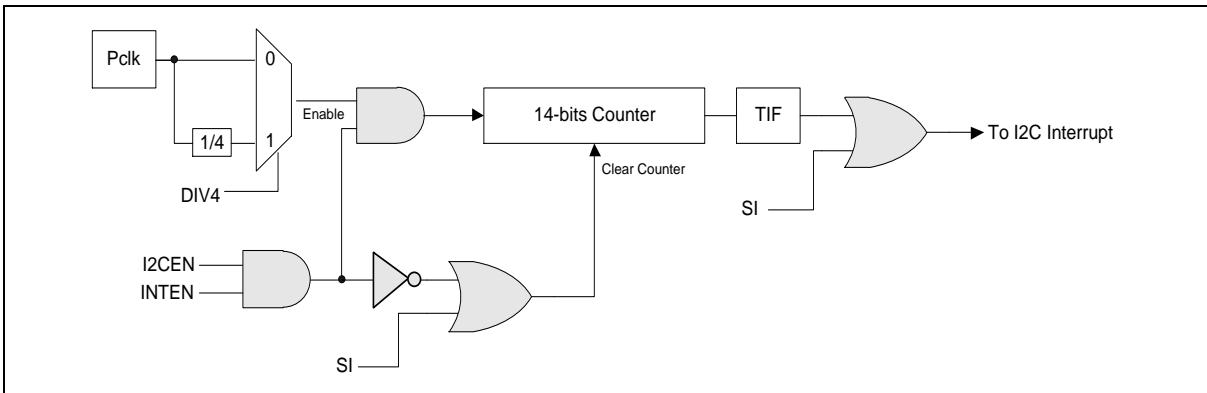 Pclk
0
1/4
1
Enable
DIV4
14-bits Counter
TIF
To I2C Interrupt
Clear Counter
SI
I2CEN
INTEN
SI